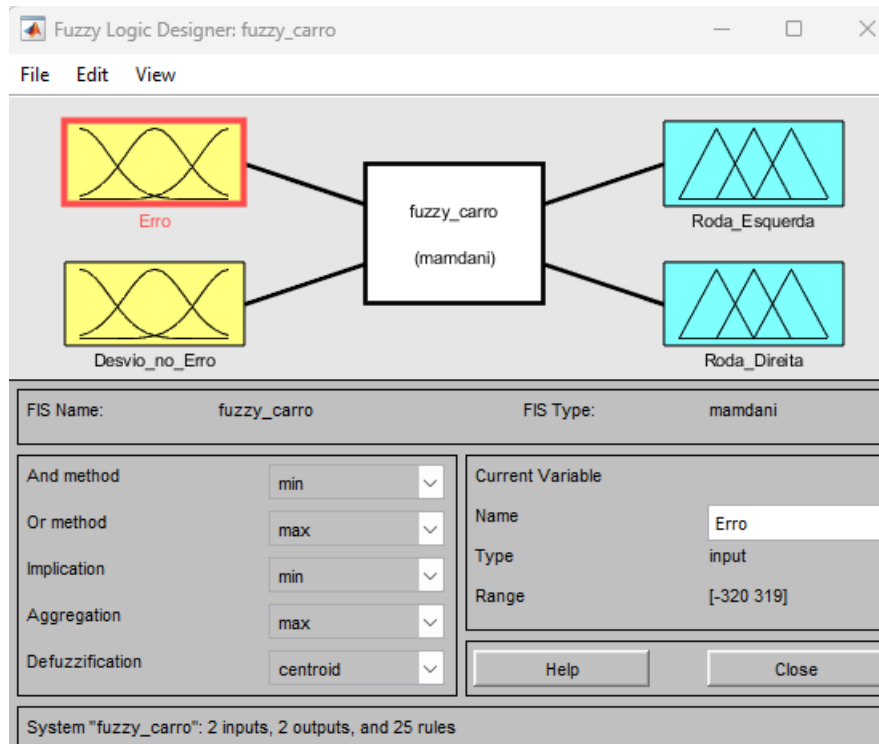 Fuzzy Logic Designer: fuzzy_carro
File Edit View
Erro
Desvio_no_Erro
fuzzy_carro
(mamdani)
Roda_Esquerda
Roda_Direita
FIS Name: fuzzy_carro FIS Type: mamdani
And method min
Or method max
Implication min
Aggregation max
Defuzzification centroid
Current Variable
Name Erro
Type input
Range [-320 319]
Help Close
System "fuzzy_carro": 2 inputs, 2 outputs, and 25 rules